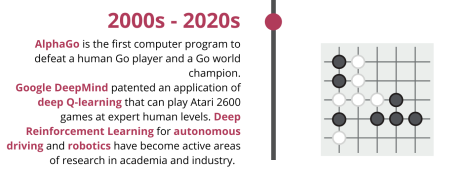 2000s - 2020s
AlphaGo is the first computer program to
defeat a human Go player and a Go world
champion.
Google DeepMind patented an application of
deep Q-learning that can play Atari 2600
games at expert human levels. Deep
Reinforcement Learning for autonomous
driving and robotics have become active areas
of research in academia and industry.